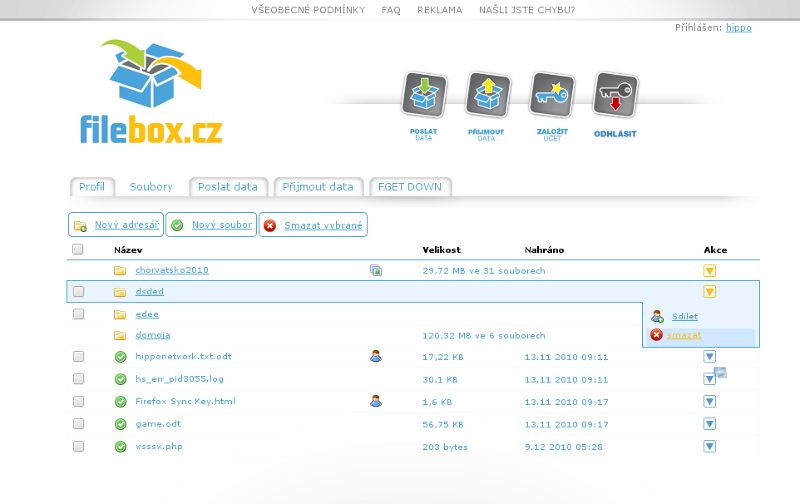 VŠEOBECNÉ PODMÍNKY FAQ REKLAMA NAŠLI JSTE CHYBU?
Přihlášen: hippo
filebox.cz
POSLAT DATA PŘIJMOUT DATA ZALOŽIT ÚČET ODHLÁSIT
Profil Soubory Poslat data Příjmout data FGET DOWN
Nový adresář Nový soubor Smazat vybrané
Název Velikost Nahráno Akce
chorvatsko2010 29,72 MB ve 31 souborech
dsded
edee Sdílet
domoja 120,32 MB ve 6 souborech smazat
hipponetwork.txt.odt 17,22 KB 13.11 2010 09:11
hs_err_pid3055.log 30,1 KB 13.11 2010 09:11
Firefox Sync Key.html 1,6 KB 13.11 2010 09:17
game.odt 56,75 KB 13.11 2010 09:17
wsssw.php 203 bytes 9.12 2010 05:28